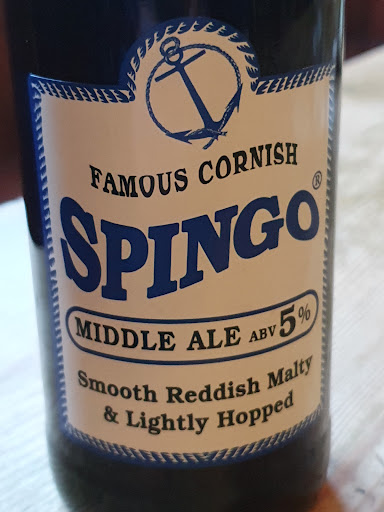 FAMOUS CORNISH
SPINGO®
MIDDLE ALE ABV 5%
Smooth Reddish Malty
& Lightly Hopped